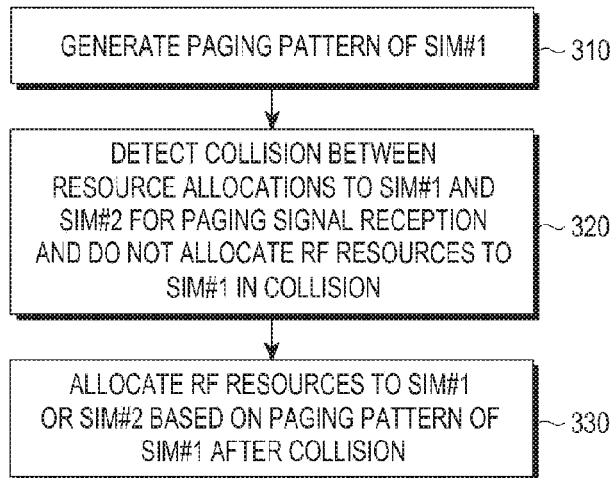 GENERATE PAGING PATTERN OF SIM#1
310
DETECT COLLISION BETWEEN
RESOURCE ALLOCATIONS TO SIM#1 AND
SIM#2 FOR PAGING SIGNAL RECEPTION
AND DO NOT ALLOCATE RF RESOURCES TO
SIM#1 IN COLLISION
320
ALLOCATE RF RESOURCES TO SIM#1
OR SIM#2 BASED ON PAGING PATTERN OF
SIM#1 AFTER COLLISION
330